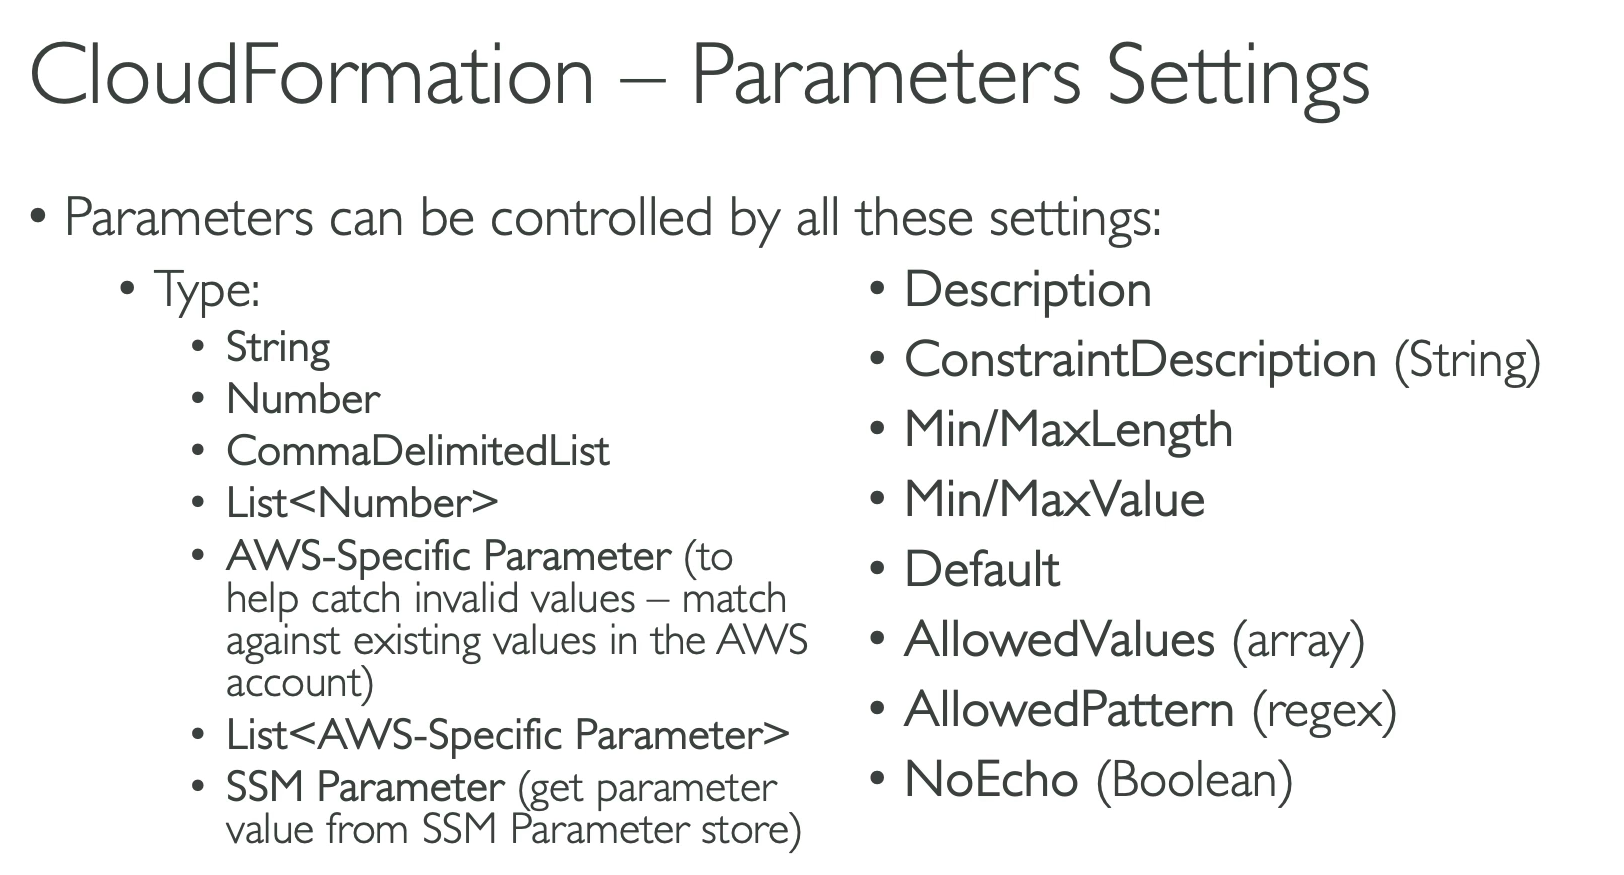 CloudFormation – Parameters Settings
• Parameters can be controlled by all these settings:
• Type:
• String
• Number
• CommaDelimitedList
• List<Number>
• AWS-Specific Parameter (to
help catch invalid values – match
against existing values in the AWS
account)
• List<AWS-Specific Parameter>
• SSM Parameter (get parameter
value from SSM Parameter store)
• Description
• ConstraintDescription (String)
• Min/MaxLength
• Min/MaxValue
• Default
• AllowedValues (array)
• AllowedPattern (regex)
• NoEcho (Boolean)